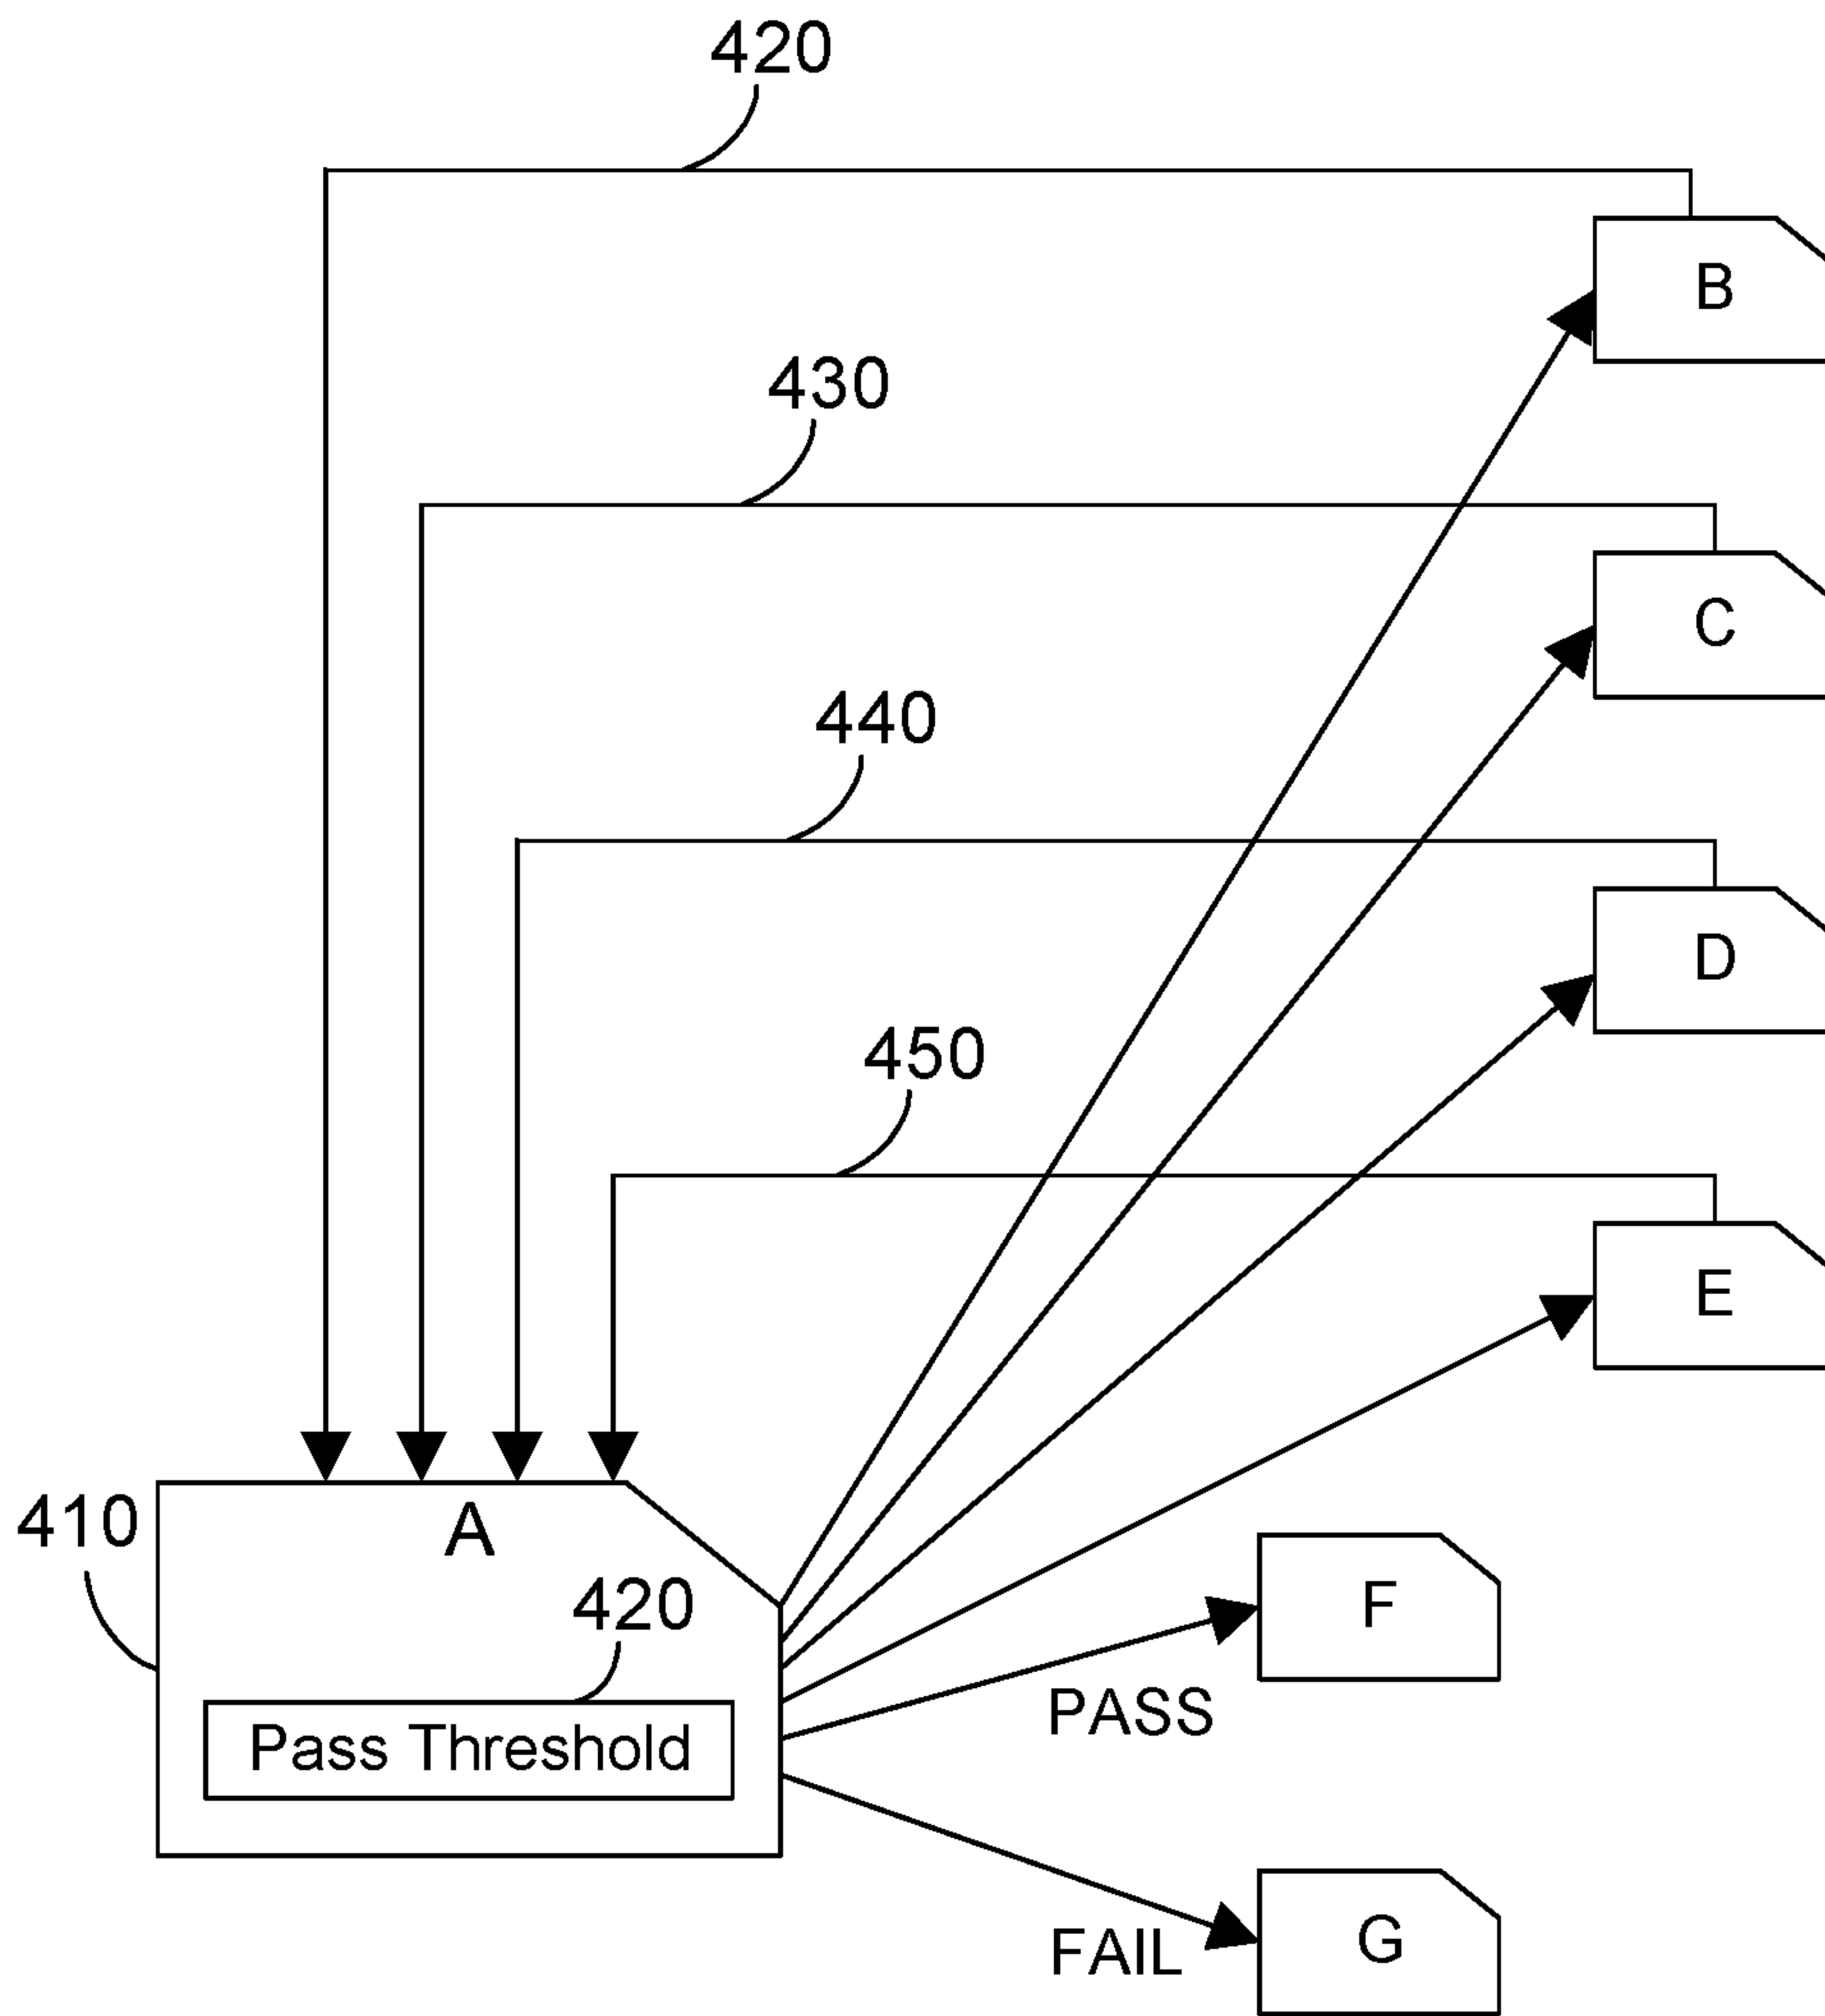 420
B
430
C
440
D
450
E
410
A
420
F
Pass Threshold
PASS
G
FAIL